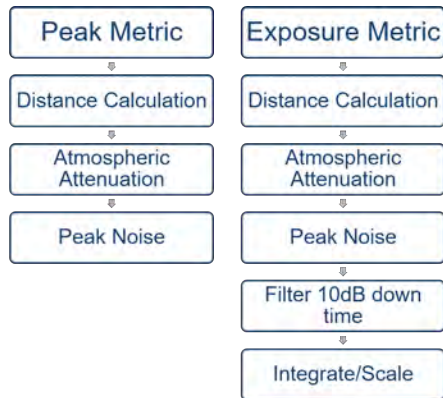 Peak Metric
Distance Calculation
Atmospheric
Attenuation
Peak Noise
Exposure Metric
Distance Calculation
Atmospheric
Attenuation
Peak Noise
Filter 10dB down
time
Integrate/Scale